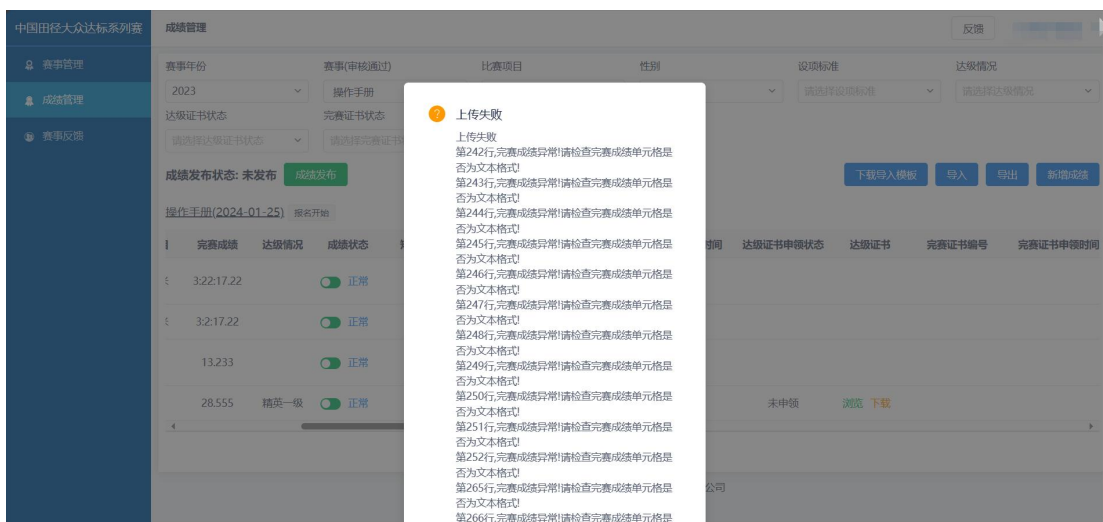 中国田径大众达标系列赛
成绩管理
反馈
赛事管理
成绩管理
赛事反馈
赛事年份
赛事(审核通过)
比赛项目
性别
设项标准
达级情况
2023
操作手册
请选择设项标准
请选择达级情况
达级证书状态
完赛证书状态
请选择达级证书状态
请选择完赛证书
成绩发布状态: 未发布
成绩发布
下载导入模板
导入
导出
新增成绩
操作手册(2024-01-25) 报名开始
完赛成绩
达级情况
成绩状态
时间
达级证书申领状态
达级证书
完赛证书编号
完赛证书申领时间
3:22:17.22
正常
3:2:17.22
正常
13.233
正常
28.555
精英一级
正常
未申领
浏览 下载
公司
上传失败
上传失败
第242行,完赛成绩异常!请检查完赛成绩单元格是
否为文本格式!
第243行,完赛成绩异常!请检查完赛成绩单元格是
否为文本格式!
第244行,完赛成绩异常!请检查完赛成绩单元格是
否为文本格式!
第245行,完赛成绩异常!请检查完赛成绩单元格是
否为文本格式!
第246行,完赛成绩异常!请检查完赛成绩单元格是
否为文本格式!
第247行,完赛成绩异常!请检查完赛成绩单元格是
否为文本格式!
第248行,完赛成绩异常!请检查完赛成绩单元格是
否为文本格式!
第249行,完赛成绩异常!请检查完赛成绩单元格是
否为文本格式!
第250行,完赛成绩异常!请检查完赛成绩单元格是
否为文本格式!
第251行,完赛成绩异常!请检查完赛成绩单元格是
否为文本格式!
第252行,完赛成绩异常!请检查完赛成绩单元格是
否为文本格式!
第265行,完赛成绩异常!请检查完赛成绩单元格是
否为文本格式!
第266行,完赛成绩异常!请检查完赛成绩单元格是